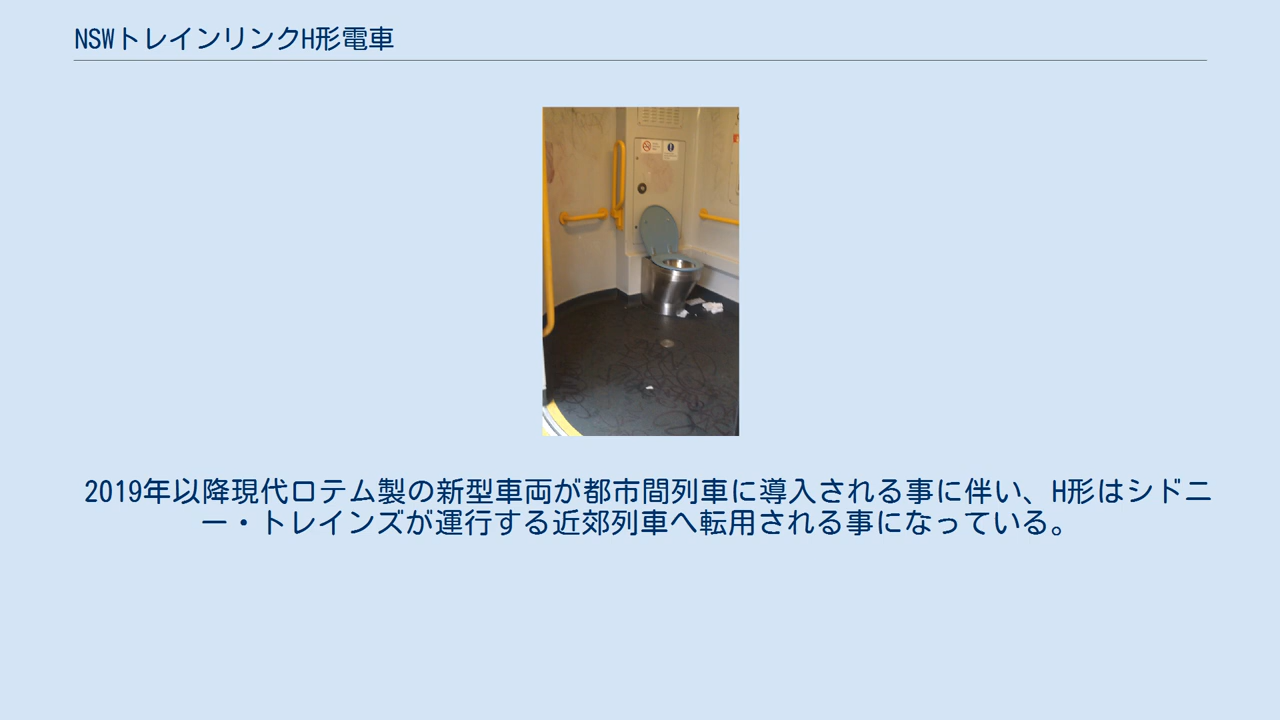 NSWトレインリンクH形電車
2019年以降現代ロテム製の新型車両が都市間列車に導入される事に伴い、H形はシドニ
ー・トレインズが運行する近郊列車へ転用される事になっている。